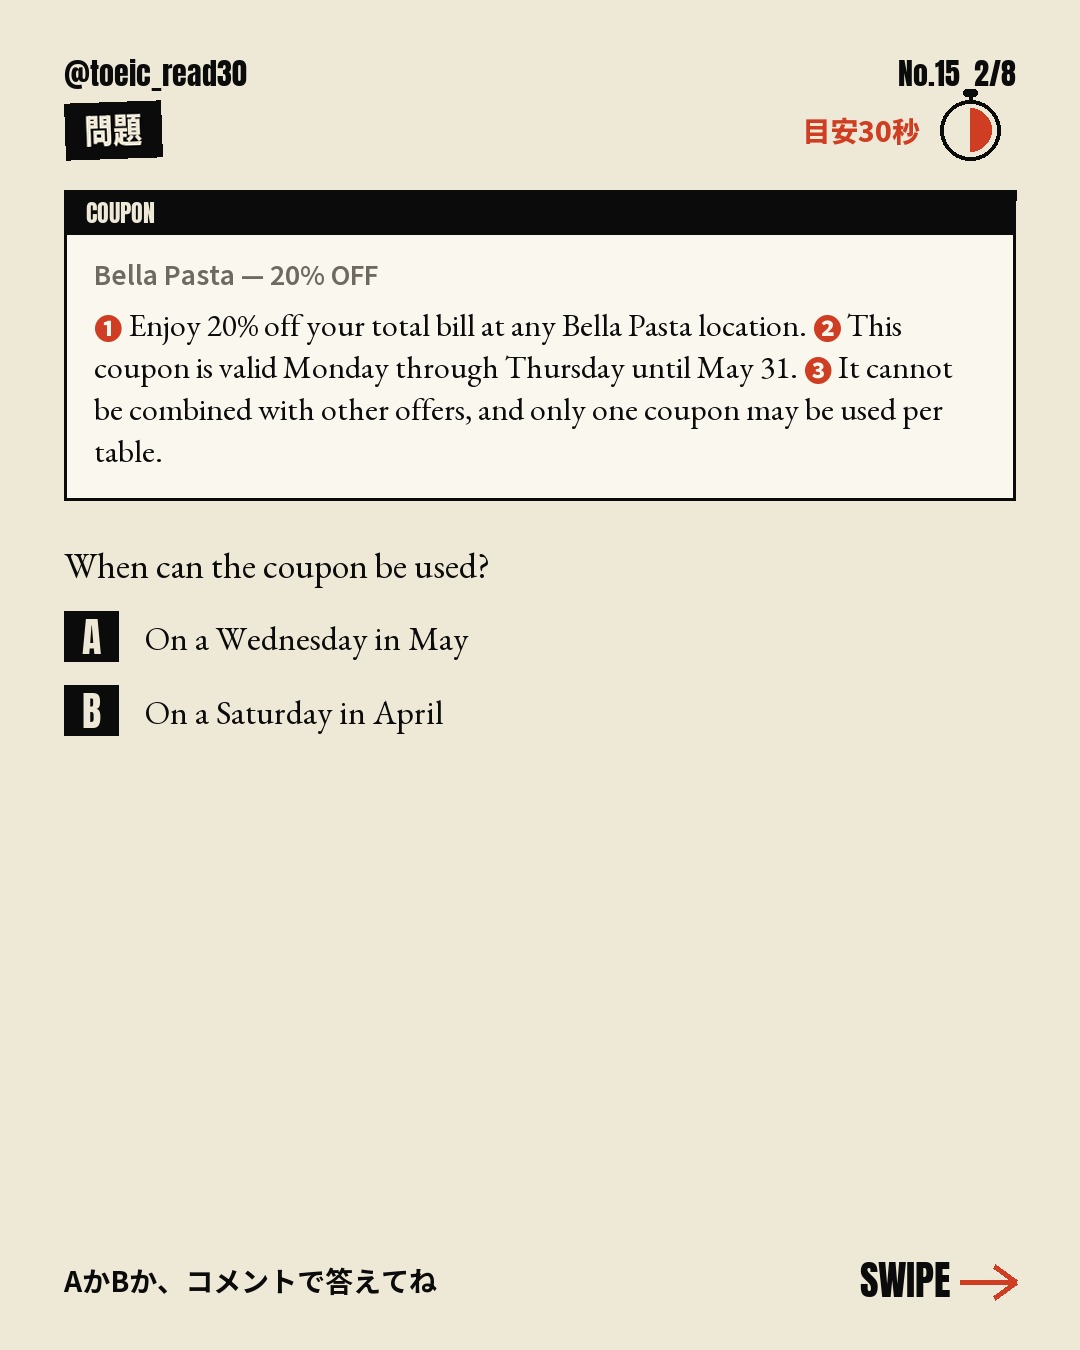 @toeic_read30
No.15 2/8
問題
目安30秒
COUPON
Bella Pasta — 20% OFF
❶ Enjoy 20% off your total bill at any Bella Pasta location. ❷ This
coupon is valid Monday through Thursday until May 31. ❸ It cannot
be combined with other offers, and only one coupon may be used per
table.
When can the coupon be used?
A On a Wednesday in May
B On a Saturday in April
AかBか、コメントで答えてね
SWIPE